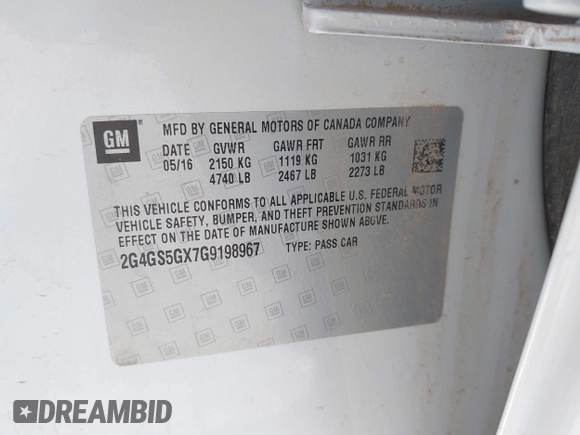 GM
MFD BY GENERAL MOTORS OF CANADA COMPANY
DATE GVWR GAWR FRT GAWR RR
05/16 2150 KG 1119 KG 1031 KG
4740 LB 2467 LB 2273 LB
THIS VEHICLE CONFORMS TO ALL APPLICABLE U.S. FEDERAL MOTOR
VEHICLE SAFETY, BUMPER, AND THEFT PREVENTION STANDARDS IN
EFFECT ON THE DATE OF MANUFACTURE SHOWN ABOVE.
2G4GS5GX7G9198967 TYPE: PASS CAR
DREAMBID